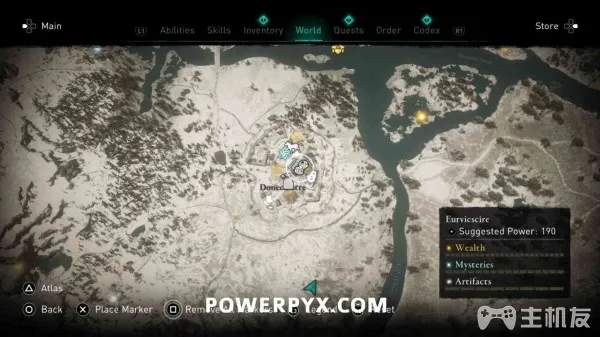 Main
L1
Abilities
Skills
Inventory
World
Quests
Order
Codex
R1
Store
Eurvicscire
Suggested Power: 190
Wealth
Mysteries
Artifacts
Atlas
Back
Place Marker
POWERPYX.COM
主机友